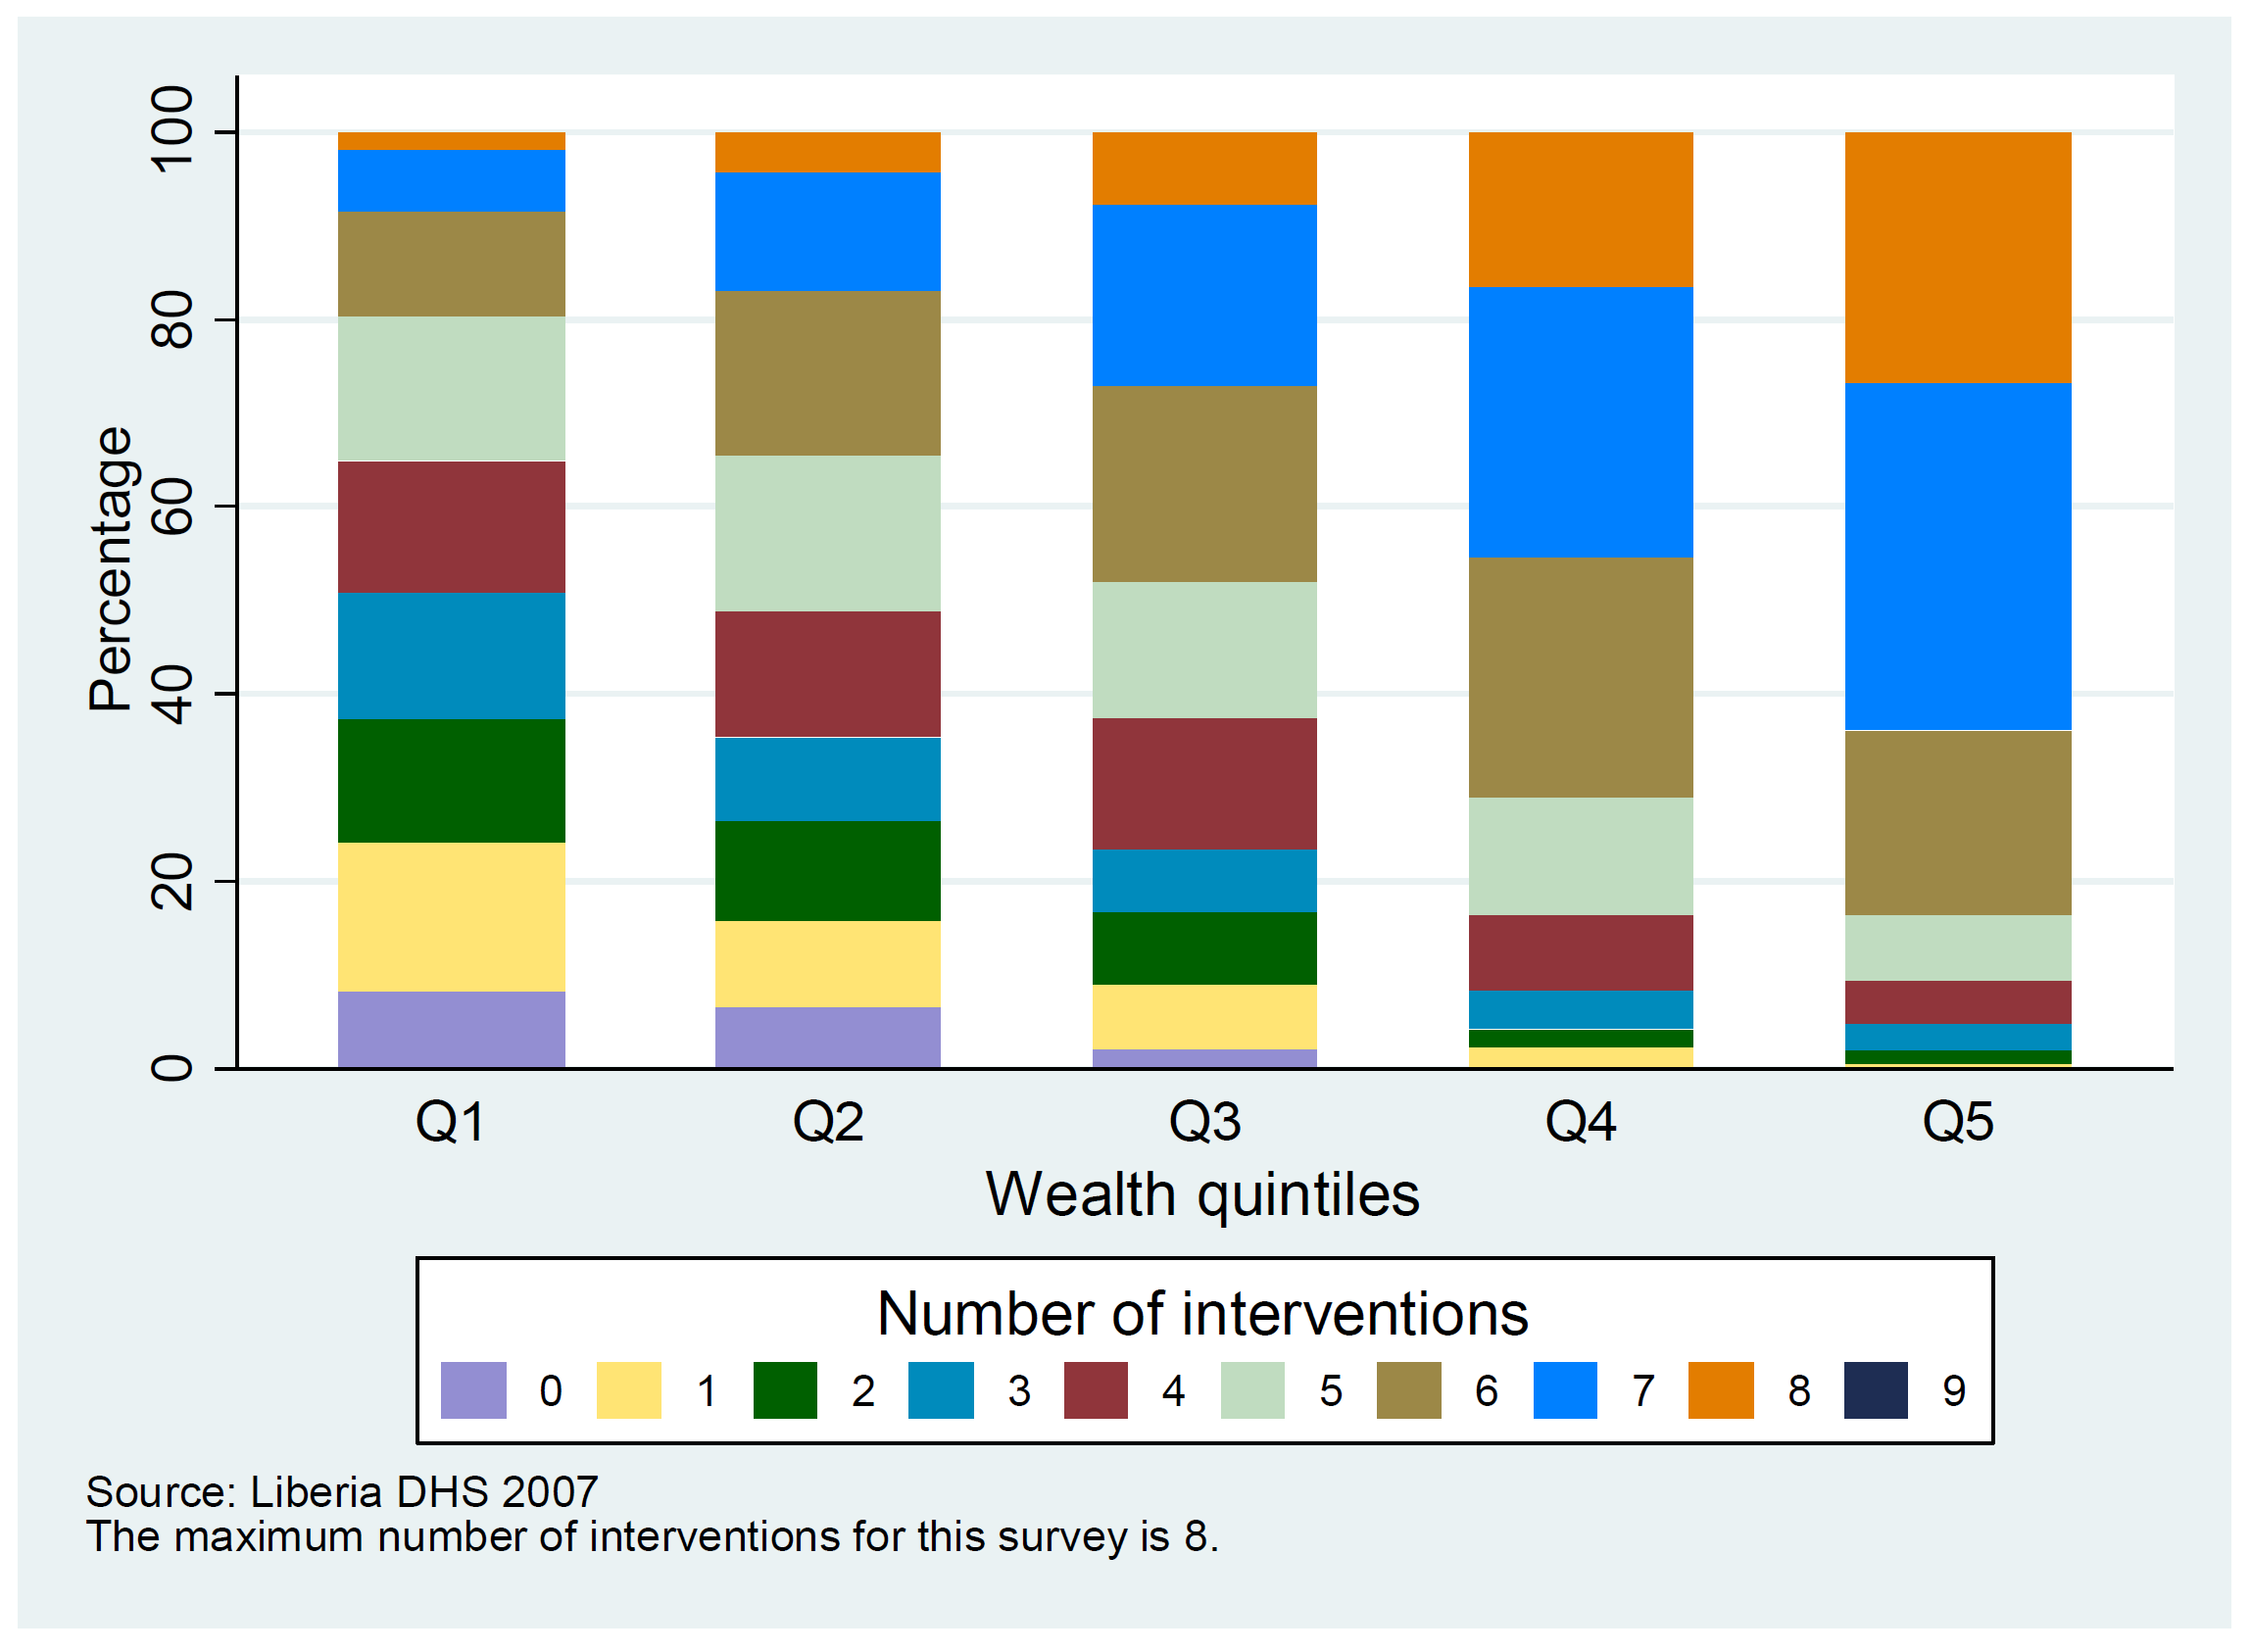 100
80
60
40
20
0
Percentage
Q1 Q2 Q3 Q4 Q5
Wealth quintiles
Number of interventions
0 1 2 3 4 5 6 7 8 9
Source: Liberia DHS 2007
The maximum number of interventions for this survey is 8.